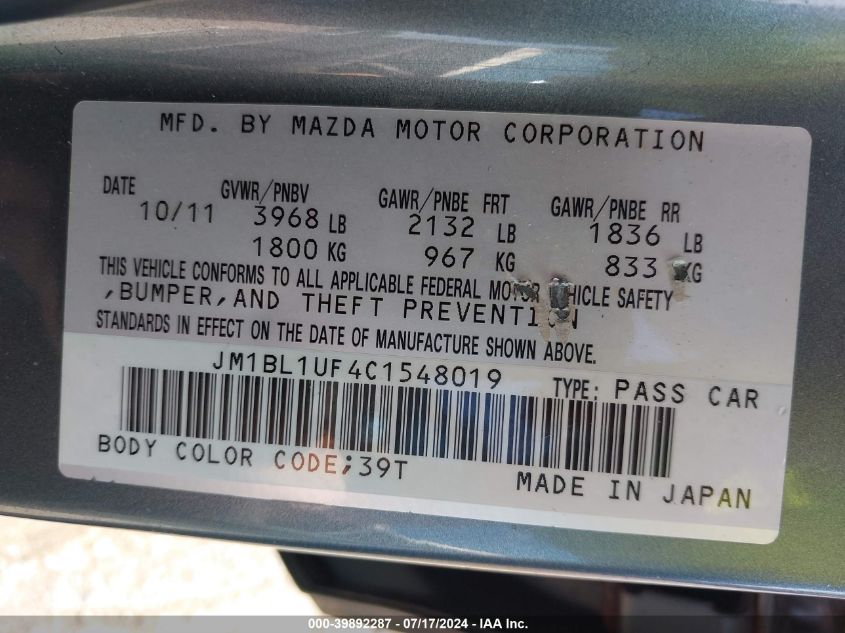 MFD. BY MAZDA MOTOR CORPORATION
DATE GVWR/PNBV GAWR/PNBE FRT GAWR/PNBE RR
10/11 3968 LB 2132 LB 1836 LB
1800 KG 967 KG 833 KG
THIS VEHICLE CONFORMS TO ALL APPLICABLE FEDERAL MOTOR VEHICLE SAFETY
,BUMPER,AND THEFT PREVENTION
STANDARDS IN EFFECT ON THE DATE OF MANUFACTURE SHOWN ABOVE.
JM1BL1UF4C1548019 TYPE: PASS CAR
BODY COLOR CODE;39T
MADE IN JAPAN
000-39892287 - 07/17/2024 - IAAI, Inc.